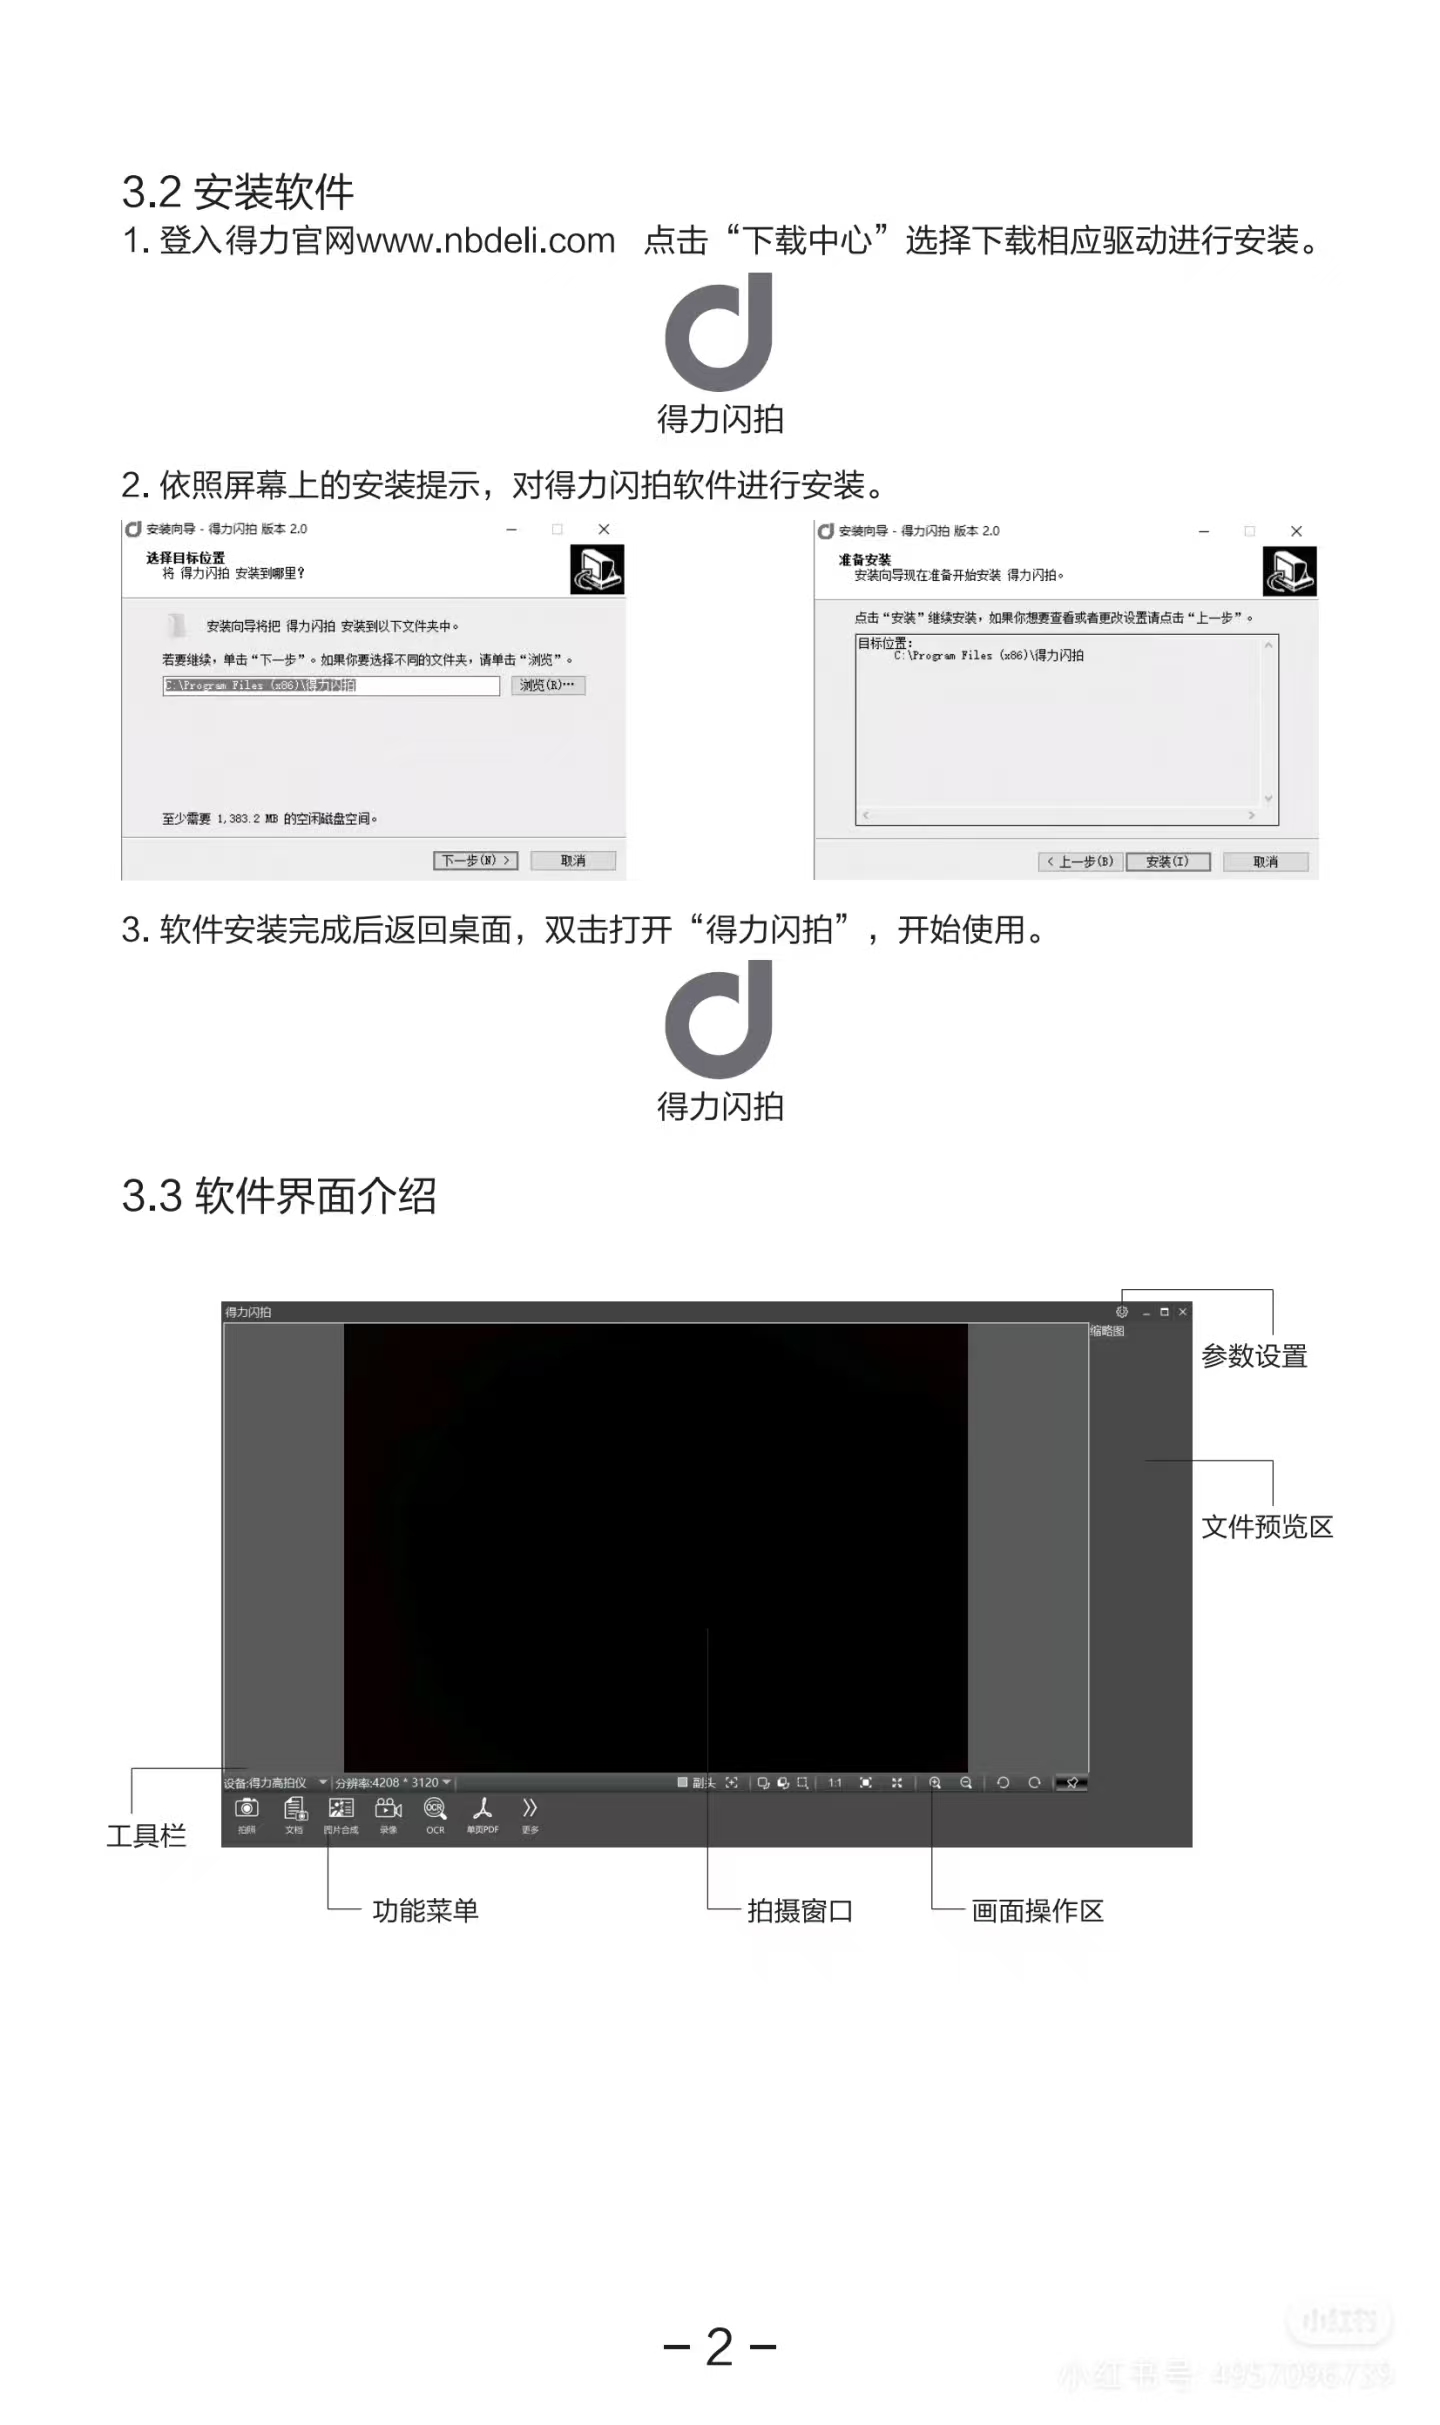 3.2 安装软件
1. 登入得力官网www.nbdeli.com 点击“下载中心”选择下载相应驱动进行安装。
得力闪拍
2. 依照屏幕上的安装提示，对得力闪拍软件进行安装。
安装向导 - 得力闪拍 版本 2.0
选择目标位置
将 得力闪拍 安装到哪里？
安装向导将把 得力闪拍 安装到以下文件夹中。
若要继续，单击“下一步”。如果你要选择不同的文件夹，请单击“浏览”。
C:\Program Files (x86)\得力闪拍
浏览(R)…
至少需要 1,383.2 MB 的空闲磁盘空间。
下一步(N) >
取消
安装向导 - 得力闪拍 版本 2.0
准备安装
安装向导现在准备开始安装 得力闪拍。
点击“安装”继续安装，如果你想要查看或者更改设置请点击“上一步”。
目标位置：
C:\Program Files (x86)\得力闪拍
< 上一步(B)
安装(I)
取消
3. 软件安装完成后返回桌面，双击打开“得力闪拍”，开始使用。
得力闪拍
3.3 软件界面介绍
得力闪拍
缩略图
参数设置
文件预览区
设备:得力高拍仪 分辨率:4208 * 3120 副头 1:1
拍照 文档 图片合成 录像 OCR 单页PDF 更多
工具栏
功能菜单 拍摄窗口 画面操作区
- 2 -
小红书
小红书号: 4957096739